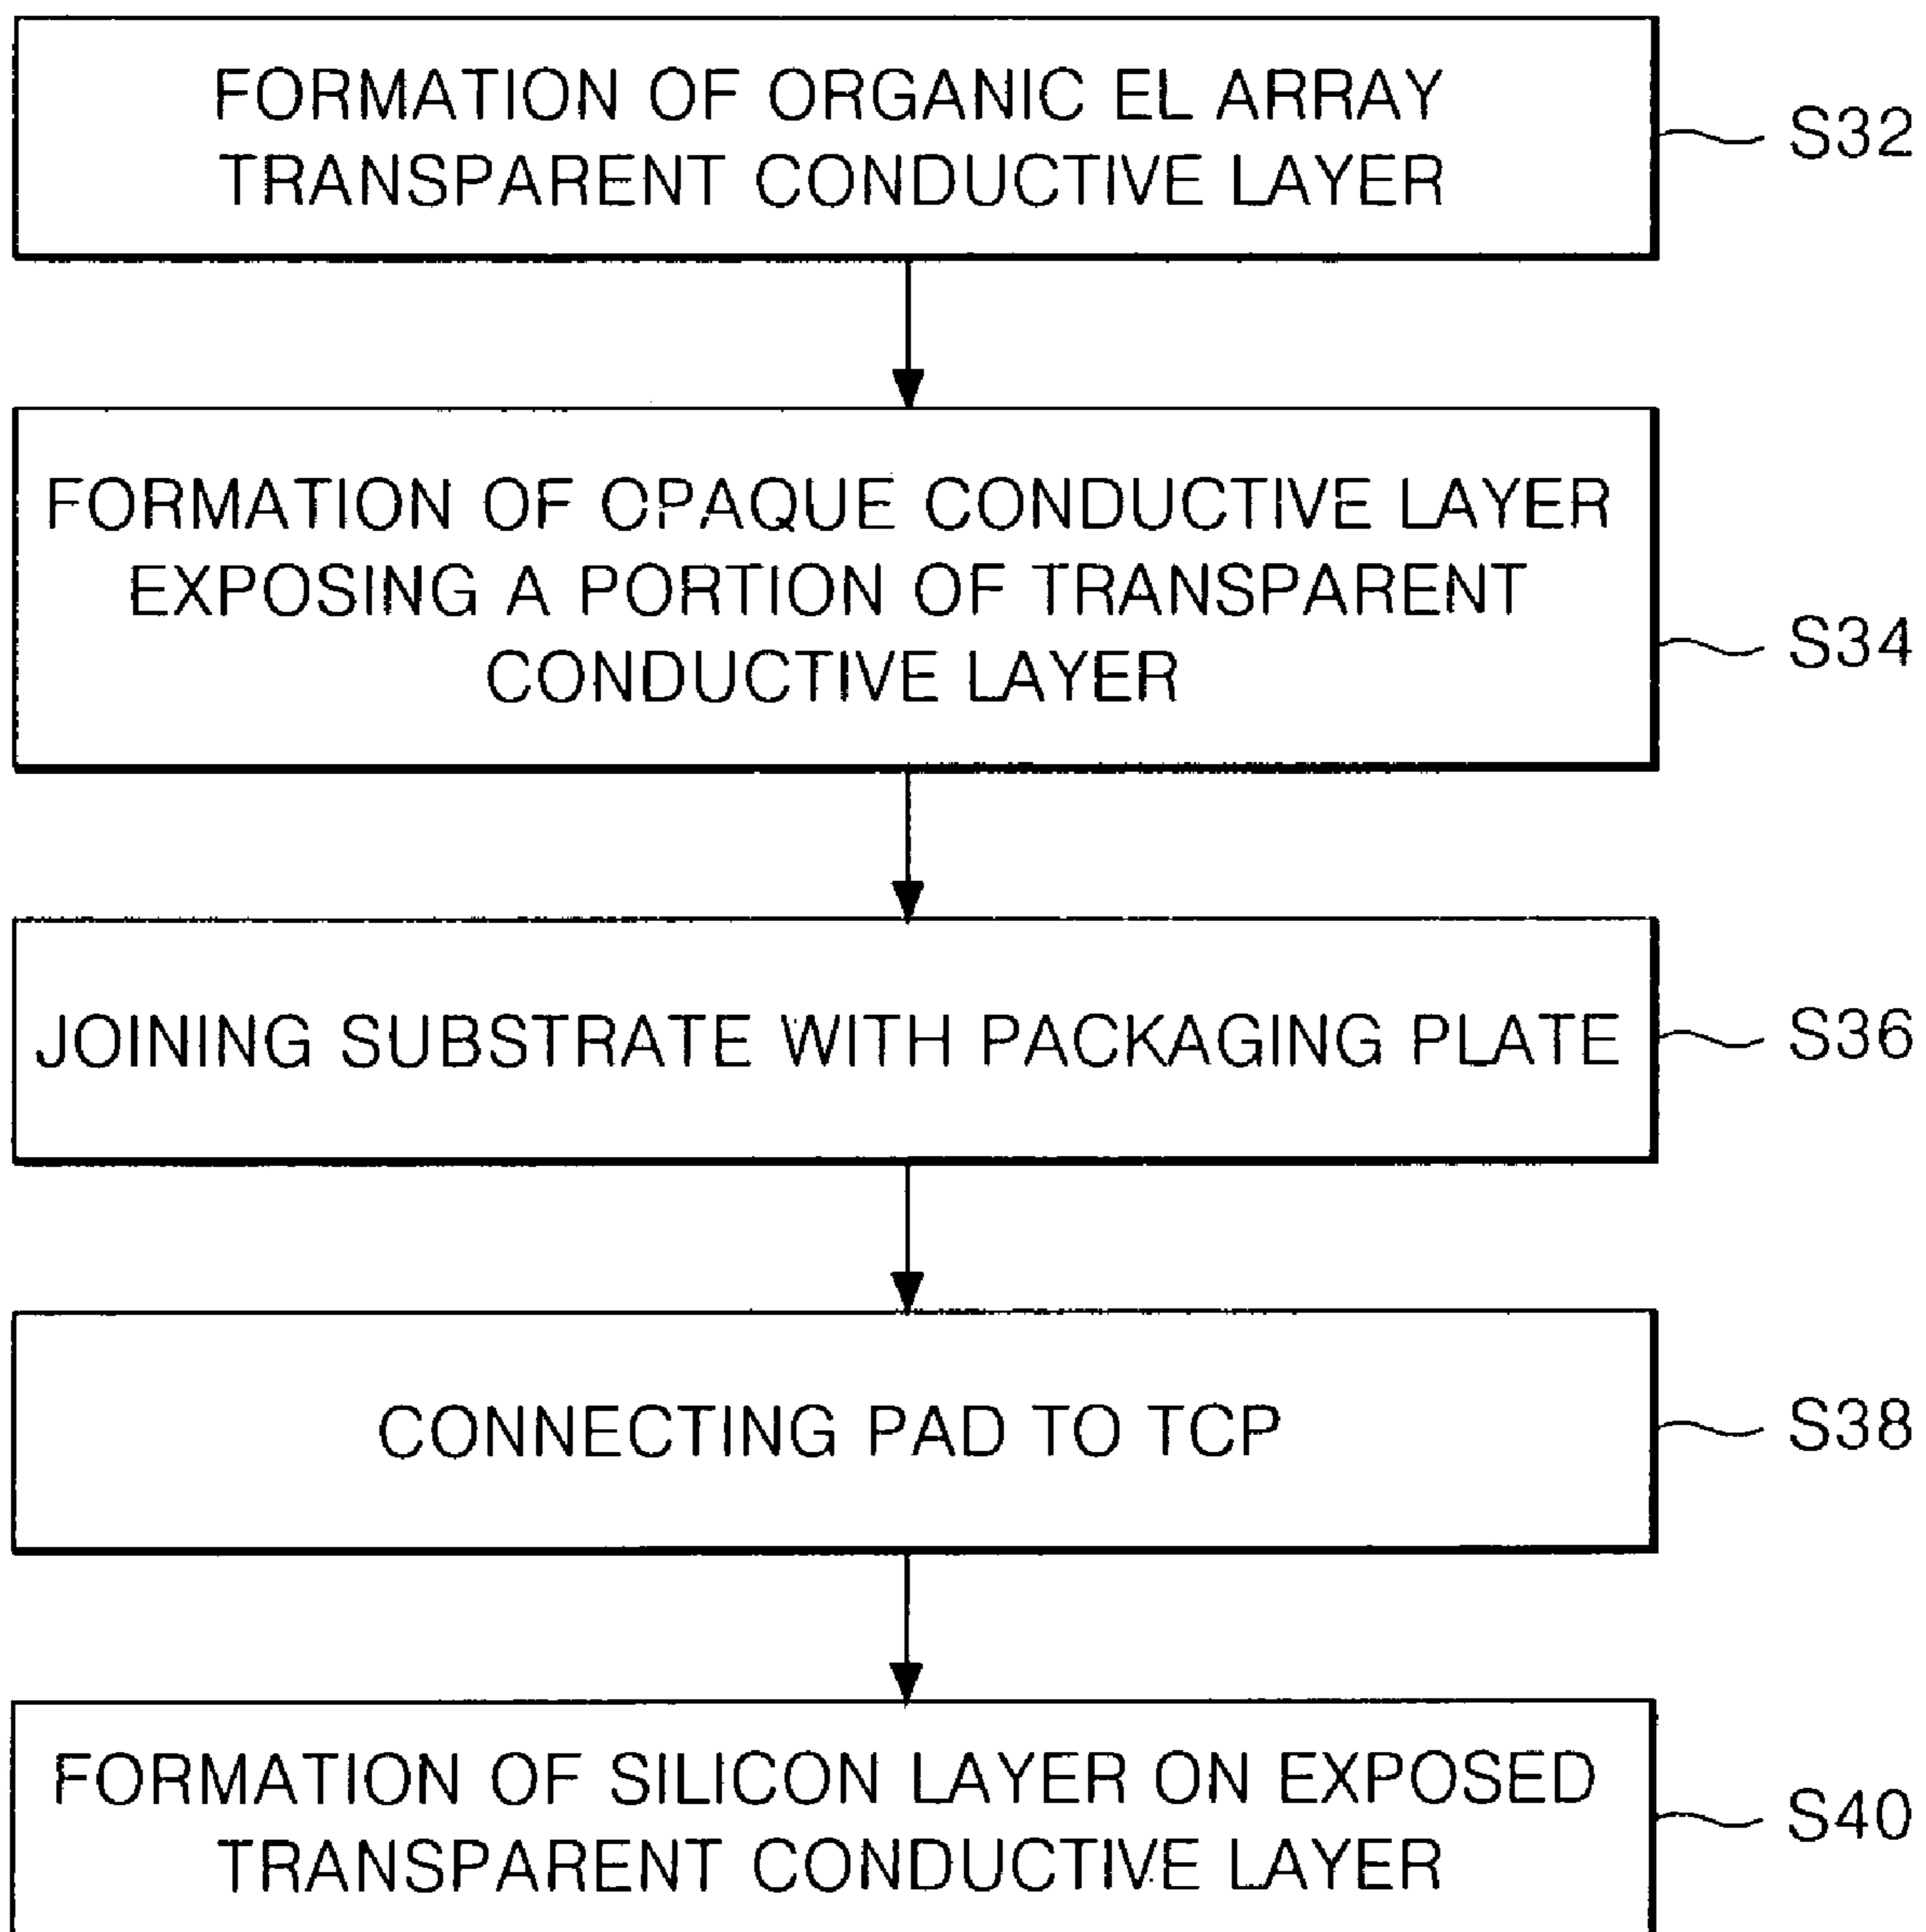 FORMATION OF ORGANIC EL ARRAY
TRANSPARENT CONDUCTIVE LAYER
S32
FORMATION OF OPAQUE CONDUCTIVE LAYER
EXPOSING A PORTION OF TRANSPARENT
CONDUCTIVE LAYER
S34
JOINING SUBSTRATE WITH PACKAGING PLATE
S36
CONNECTING PAD TO TCP
S38
FORMATION OF SILICON LAYER ON EXPOSED
TRANSPARENT CONDUCTIVE LAYER
S40